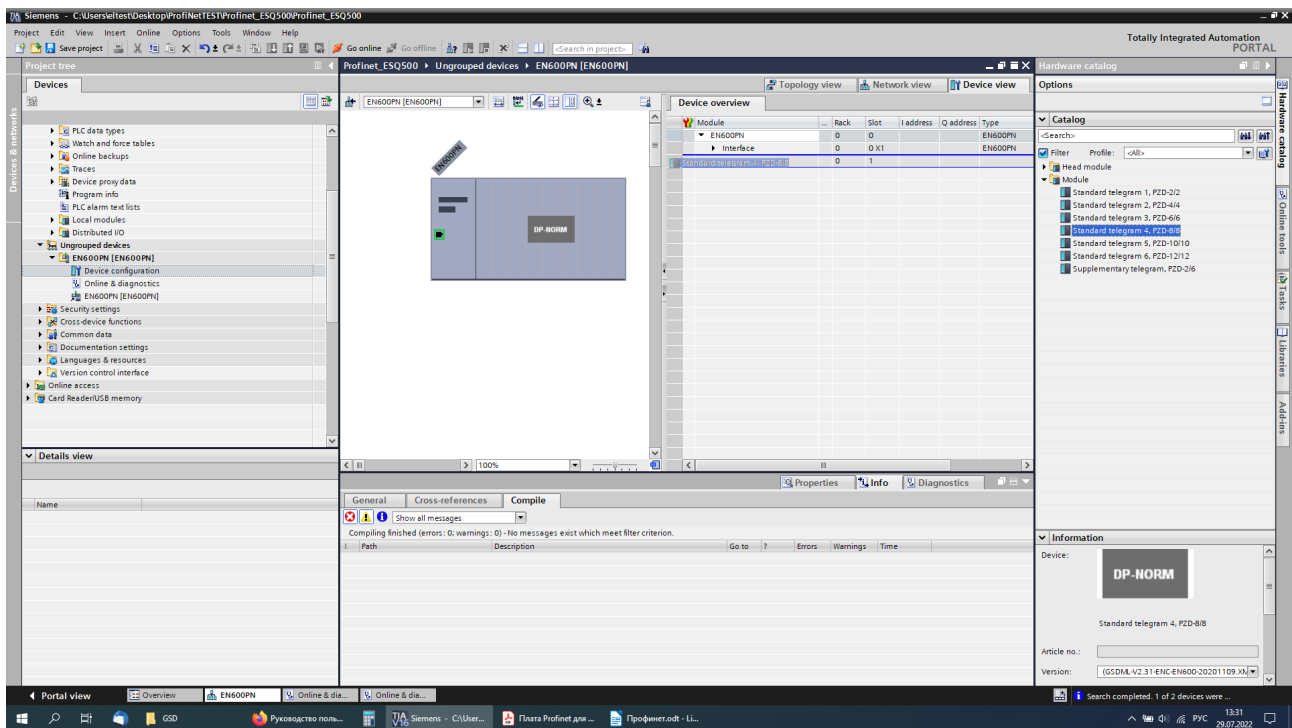 Siemens - C:\Users\eltest\Desktop\ProfiNetTEST\Profinet_ESQ500\Profinet_ESQ500
Project Edit View Insert Online Options Tools Window Help
Totally Integrated Automation
PORTAL
Save project
Go online
Go offline
<Search in project>
Project tree
Devices
Devices & networks
PLC data types
Watch and force tables
Online backups
Traces
Device proxy data
Program info
PLC alarm text lists
Local modules
Distributed I/O
Ungrouped devices
EN600PN [EN600PN]
Device configuration
Online & diagnostics
EN600PN [EN600PN]
Security settings
Cross-device functions
Common data
Documentation settings
Languages & resources
Version control interface
Online access
Card Reader/USB memory
Details view
Name
Profinet_ESQ500 Ungrouped devices EN600PN [EN600PN]
Topology view
Network view
Device view
EN600PN [EN600PN]
EN600PN
DP-NORM
100%
Device overview
Module ... Rack Slot I address Q address Type
EN600PN 0 0 EN600PN
Interface 0 0 X1 EN600PN
Standard telegram 4, PZD-8/8 0 1
Properties
Info
Diagnostics
General
Cross-references
Compile
Show all messages
Compiling finished (errors: 0; warnings: 0) - No messages exist which meet filter criterion.
! Path Description Go to ? Errors Warnings Time
Hardware catalog
Options
Catalog
<Search>
Filter Profile: <All>
Head module
Module
Standard telegram 1, PZD-2/2
Standard telegram 2, PZD-4/4
Standard telegram 3, PZD-6/6
Standard telegram 4, PZD-8/8
Standard telegram 5, PZD-10/10
Standard telegram 6, PZD-12/12
Supplementary telegram, PZD-2/6
Information
Device:
DP-NORM
Standard telegram 4, PZD-8/8
Article no.:
Version: (GSDML-V2.31-ENC-EN600-20201109.XM
Hardware catalog
Online tools
Tasks
Libraries
Add-ins
Portal view
Overview
EN600PN
Online & dia...
Online & dia...
Search completed. 1 of 2 devices were ...
GSD
Руководство поль...
Siemens - C:\User...
Плата Profinet для ...
Профинет.odt - Li...
РУС
13:31
29.07.2022